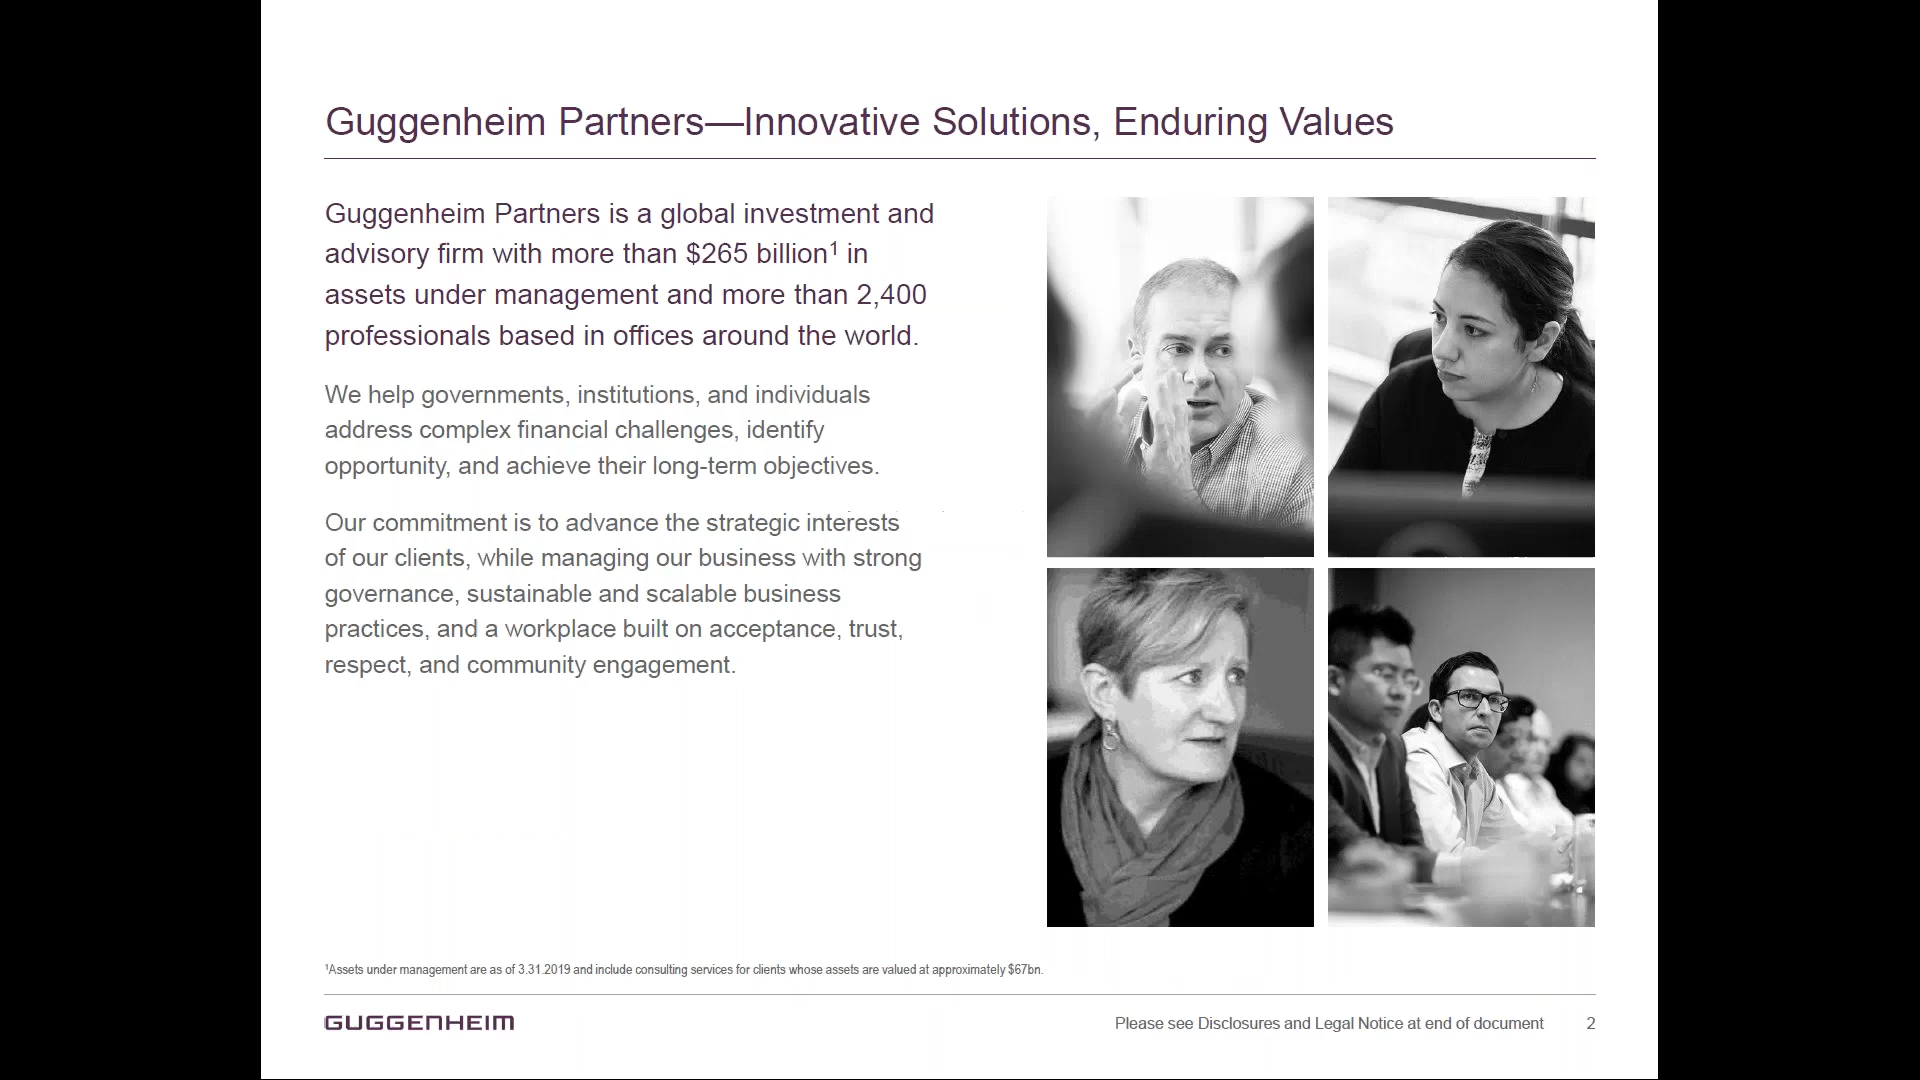 Guggenheim Partners—Innovative Solutions, Enduring Values
Guggenheim Partners is a global investment and
advisory firm with more than $265 billion¹ in
assets under management and more than 2,400
professionals based in offices around the world.
We help governments, institutions, and individuals
address complex financial challenges, identify
opportunity, and achieve their long-term objectives.
Our commitment is to advance the strategic interests
of our clients, while managing our business with strong
governance, sustainable and scalable business
practices, and a workplace built on acceptance, trust,
respect, and community engagement.
¹Assets under management are as of 3.31.2019 and include consulting services for clients whose assets are valued at approximately $67bn.
GUGGENHEIM
Please see Disclosures and Legal Notice at end of document 2